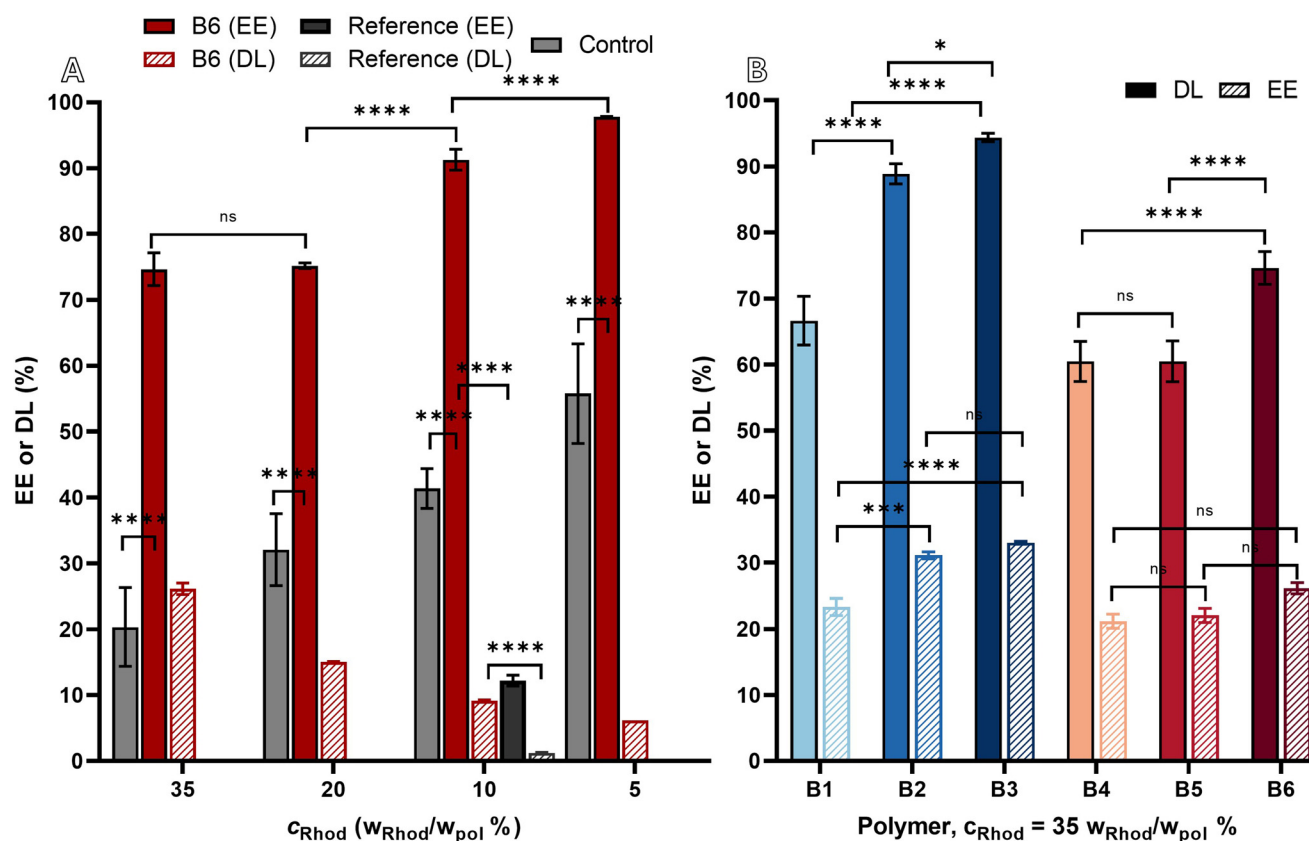 A
B6 (EE)
Reference (EE)
Control
B6 (DL)
Reference (DL)
EE or DL (%)
100
90
80
70
60
50
40
30
20
10
0
ns
****
****
****
****
****
****
****
****
35
20
10
5
cRhod (wRhod/wpol %)
B
DL
EE
EE or DL (%)
100
90
80
70
60
50
40
30
20
10
0
*
****
****
****
****
ns
ns
****
***
ns
ns
ns
B1
B2
B3
B4
B5
B6
Polymer, cRhod = 35 wRhod/wpol %